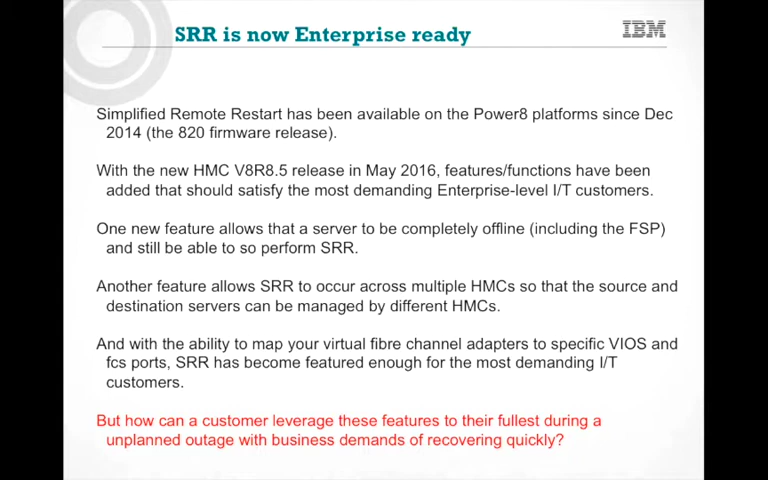 SRR is now Enterprise ready
IBM
Simplified Remote Restart has been available on the Power8 platforms since Dec
2014 (the 820 firmware release).
With the new HMC V8R8.5 release in May 2016, features/functions have been
added that should satisfy the most demanding Enterprise-level I/T customers.
One new feature allows that a server to be completely offline (including the FSP)
and still be able to so perform SRR.
Another feature allows SRR to occur across multiple HMCs so that the source and
destination servers can be managed by different HMCs.
And with the ability to map your virtual fibre channel adapters to specific VIOS and
fcs ports, SRR has become featured enough for the most demanding I/T
customers.
But how can a customer leverage these features to their fullest during a
unplanned outage with business demands of recovering quickly?